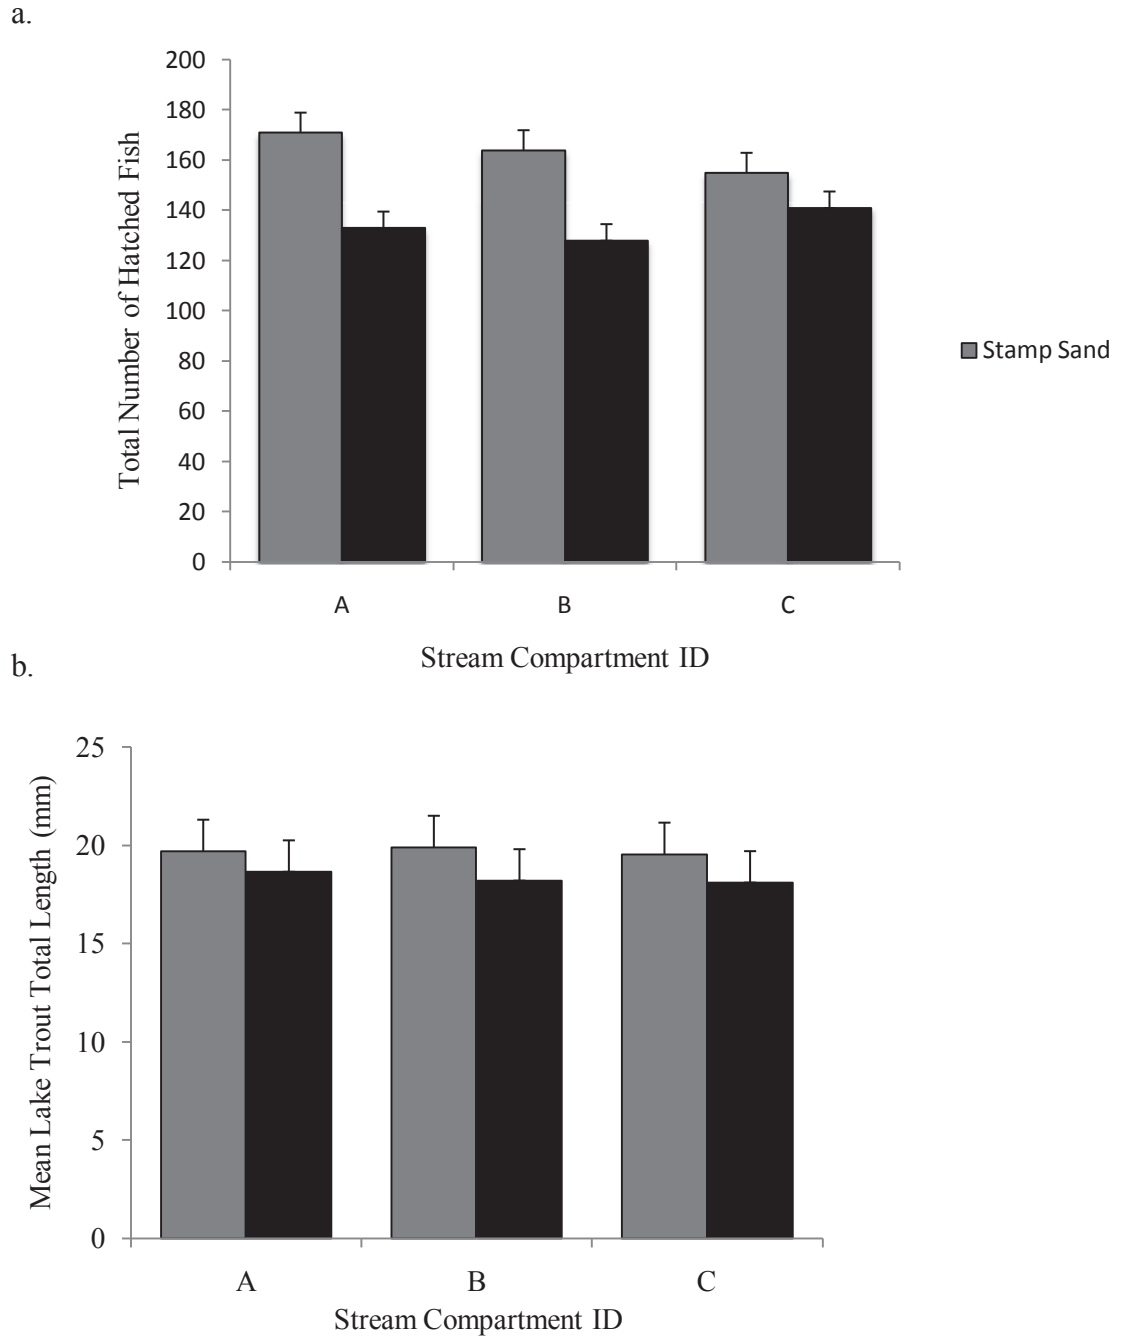 a.
200
180
160
140
120
100
80
60
40
20
0
Total Number of Hatched Fish
A B C
Stream Compartment ID
Stamp Sand
b.
25
20
15
10
5
0
Mean Lake Trout Total Length (mm)
A B C
Stream Compartment ID